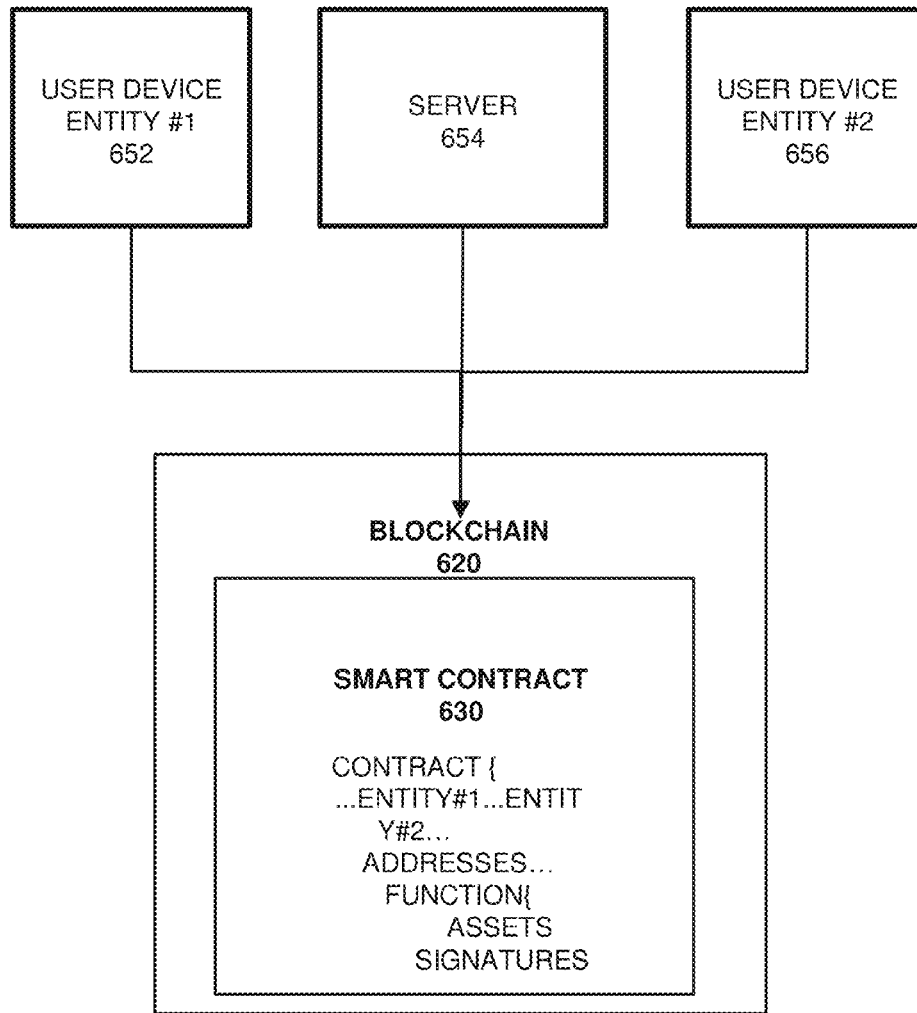 USER DEVICE
ENTITY #1
652
SERVER
654
USER DEVICE
ENTITY #2
656
BLOCKCHAIN
620
SMART CONTRACT
630
CONTRACT {
...ENTITY#1...ENTIT
Y#2...
ADDRESSES...
FUNCTION{
ASSETS
SIGNATURES